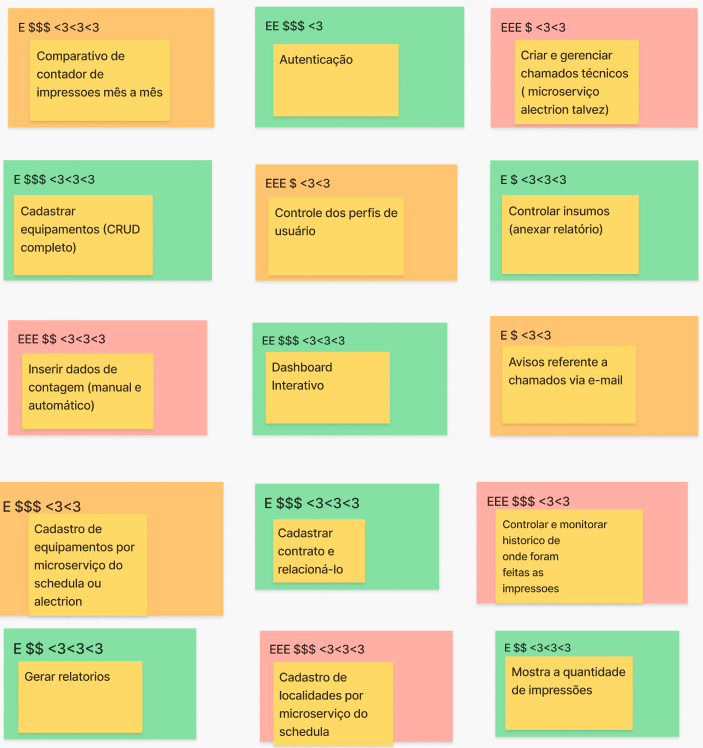 E $$$ <3<3<3
Comparativo de
contador de
impressoes mês a mês
EE $$$ <3
Autenticação
EEE $ <3<3
Criar e gerenciar
chamados técnicos
( microserviço
alectrion talvez)
E $$$ <3<3<3
Cadastrar
equipamentos (CRUD
completo)
EEE $ <3<3
Controle dos perfis de
usuário
E $ <3<3<3
Controlar insumos
(anexar relatório)
EEE $$ <3<3<3
Inserir dados de
contagem (manual e
automático)
EE $$$ <3<3<3
Dashboard
Interativo
E $ <3<3<3
Avisos referente a
chamados via e-mail
E $$$ <3<3
Cadastro de
equipamentos por
microserviço do
schedula ou
alectrion
E $$$ <3<3<3
Cadastrar
contrato e
relacioná-lo
EEE $$$ <3<3
Controlar e monitorar
historico de
onde foram
feitas as
impressoes
E $$ <3<3<3
Gerar relatorios
EEE $$$ <3<3<3
Cadastro de
localidades por
microserviço do
schedula
E $$ <3<3<3
Mostra a quantidade
de impressões